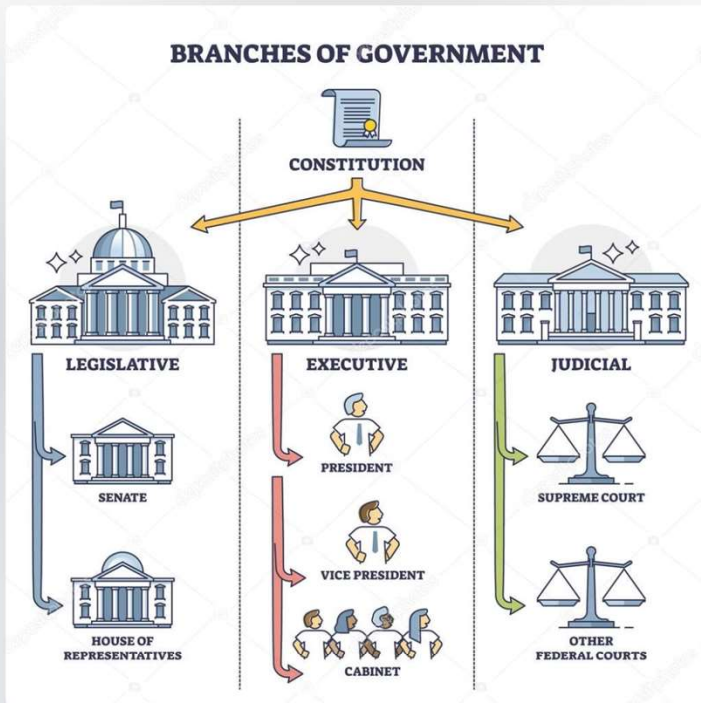 BRANCHES OF GOVERNMENT
CONSTITUTION
LEGISLATIVE
SENATE
HOUSE OF
REPRESENTATIVES
EXECUTIVE
PRESIDENT
VICE PRESIDENT
CABINET
JUDICIAL
SUPREME COURT
OTHER
FEDERAL COURTS